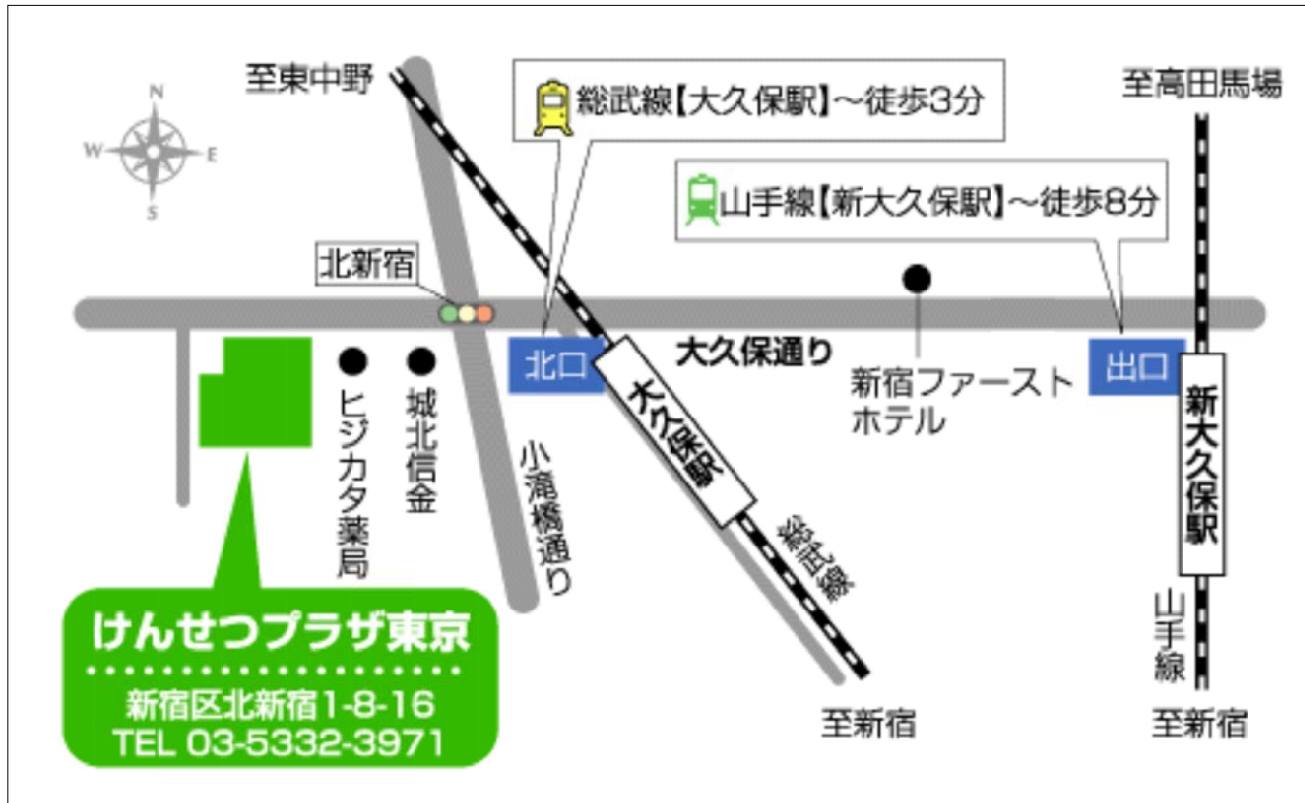 N
W
E
S
至東中野
総武線【大久保駅】〜徒歩3分
至高田馬場
山手線【新大久保駅】〜徒歩8分
北新宿
大久保通り
北口
出口
新宿ファースト
ホテル
ヒジカタ薬局
城北信金
小滝橋通り
大久保駅
総武線
新大久保駅
山手線
けんせつプラザ東京
新宿区北新宿1-8-16
TEL 03-5332-3971
至新宿
至新宿